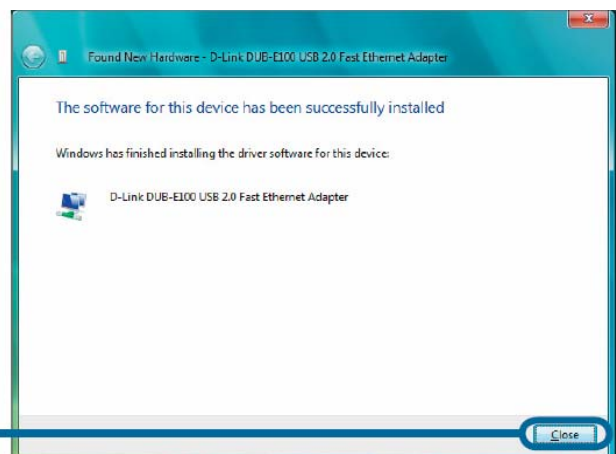 Found New Hardware - D-Link DUB-E100 USB 2.0 Fast Ethernet Adapter
The software for this device has been successfully installed
Windows has finished installing the driver software for this device:
D-Link DUB-E100 USB 2.0 Fast Ethernet Adapter
Close